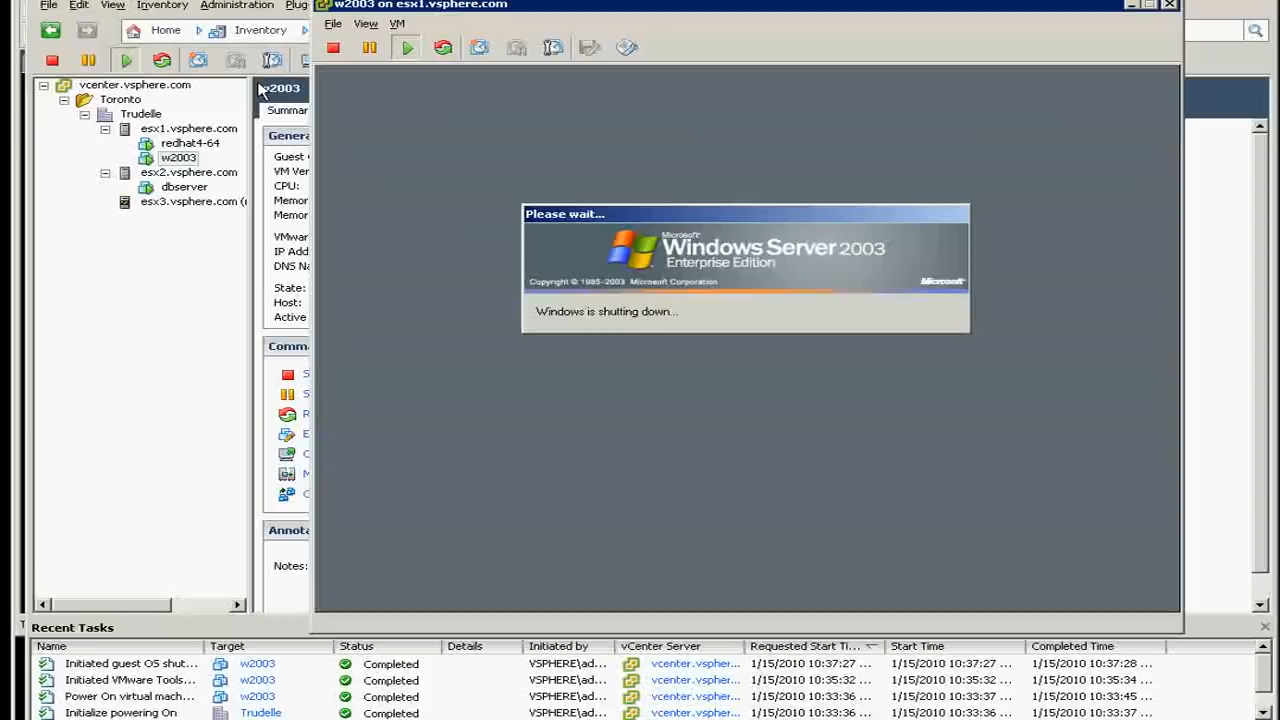 w2003 on esx1.vsphere.com
File Edit View Inventory Administration Plug
File View VM
Home Inventory
vcenter.vsphere.com
Toronto
Trudelle
esx1.vsphere.com
redhat4-64
w2003
esx2.vsphere.com
dbserver
esx3.vsphere.com (r
w2003
Summar
Genera
Guest
VM Ver
CPU:
Memor
Memor
VMwar
IP Add
DNS Na
State:
Host:
Active
Comma
S
S
R
E
C
M
C
Annota
Notes:
Please wait...
Microsoft
Windows Server 2003
Enterprise Edition
Copyright © 1985-2003 Microsoft Corporation
Microsoft
Windows is shutting down...
Recent Tasks
Name Target Status Details Initiated by vCenter Server Requested Start Ti... Start Time Completed Time
Initiated guest OS shut... w2003 Completed VSPHERE\ad... vcenter.vspher... 1/15/2010 10:37:27 ... 1/15/2010 10:37:27 ... 1/15/2010 10:37:28 ...
Initiated VMware Tools... w2003 Completed VSPHERE\ad... vcenter.vspher... 1/15/2010 10:35:32 ... 1/15/2010 10:35:32 ... 1/15/2010 10:35:34 ...
Power On virtual mach... w2003 Completed VSPHERE\ad... vcenter.vspher... 1/15/2010 10:33:36 ... 1/15/2010 10:33:37 ... 1/15/2010 10:33:45 ...
Initialize powering On Trudelle Completed VSPHERE\ad... vcenter.vspher... 1/15/2010 10:33:36 ... 1/15/2010 10:33:36 ... 1/15/2010 10:33:37 ...